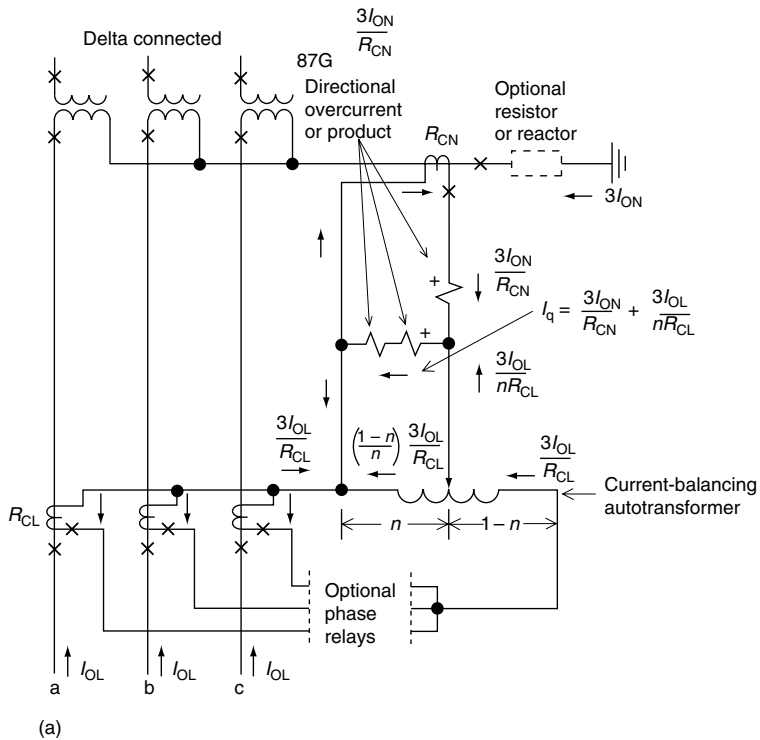 Delta connected
3I_ON
R_CN
87G
Directional
overcurrent
or product
R_CN
Optional
resistor
or reactor
3I_ON
+
3I_ON
R_CN
I_q = 3I_ON/R_CN + 3I_OL/nR_CL
+
3I_OL
nR_CL
3I_OL
R_CL
(1 – n/n) 3I_OL/R_CL
3I_OL
R_CL
Current-balancing
autotransformer
R_CL
n
1 – n
Optional
phase
relays
I_OL
I_OL
I_OL
a
b
c
(a)